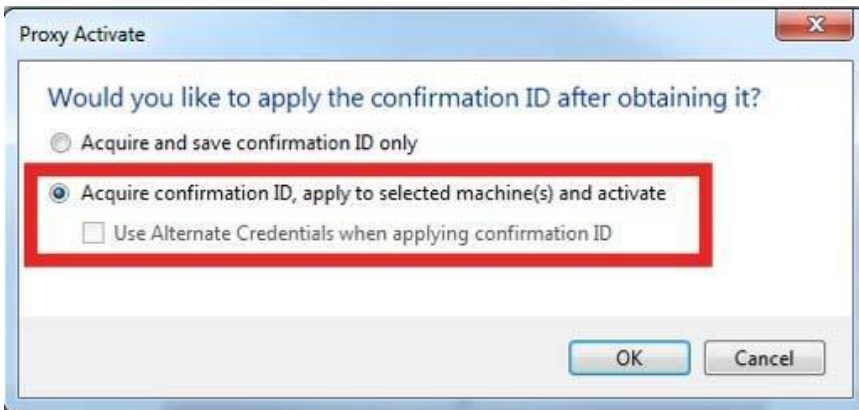 Proxy Activate
Would you like to apply the confirmation ID after obtaining it?
Acquire and save confirmation ID only
Acquire confirmation ID, apply to selected machine(s) and activate
Use Alternate Credentials when applying confirmation ID
OK
Cancel